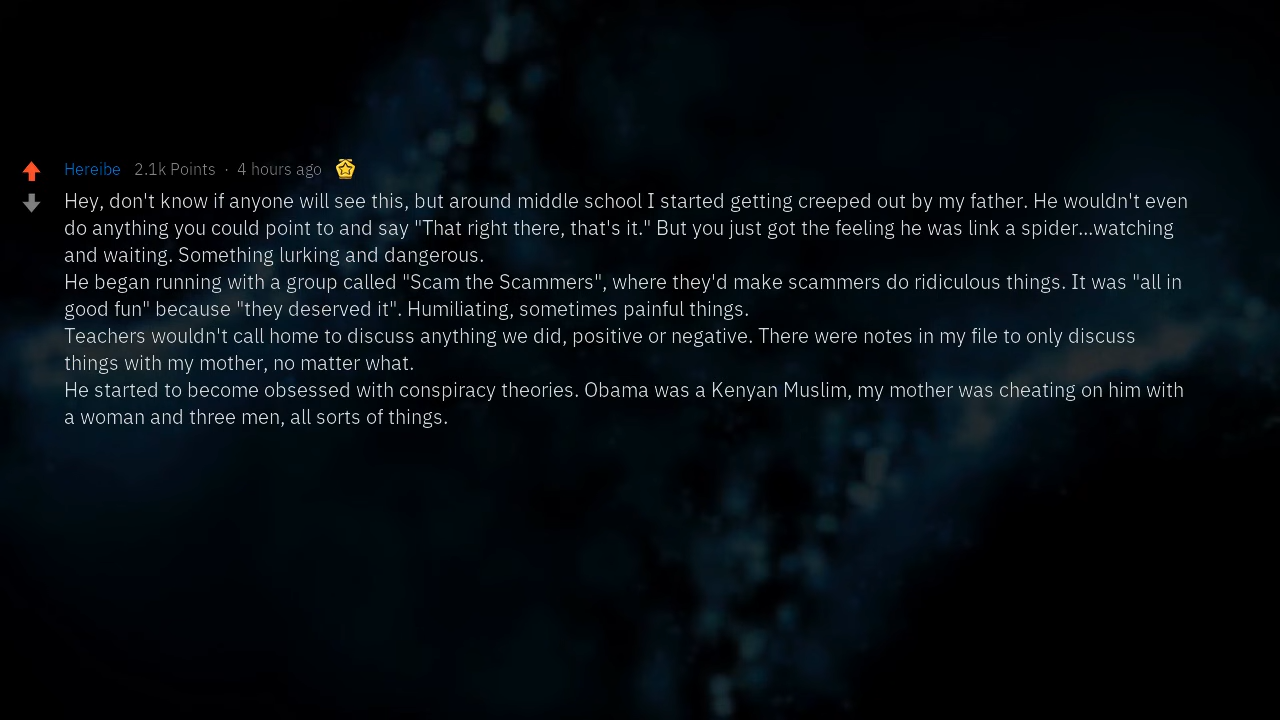 Hereibe 2.1k Points · 4 hours ago
Hey, don't know if anyone will see this, but around middle school I started getting creeped out by my father. He wouldn't even
do anything you could point to and say "That right there, that's it." But you just got the feeling he was link a spider...watching
and waiting. Something lurking and dangerous.
He began running with a group called "Scam the Scammers", where they'd make scammers do ridiculous things. It was "all in
good fun" because "they deserved it". Humiliating, sometimes painful things.
Teachers wouldn't call home to discuss anything we did, positive or negative. There were notes in my file to only discuss
things with my mother, no matter what.
He started to become obsessed with conspiracy theories. Obama was a Kenyan Muslim, my mother was cheating on him with
a woman and three men, all sorts of things.